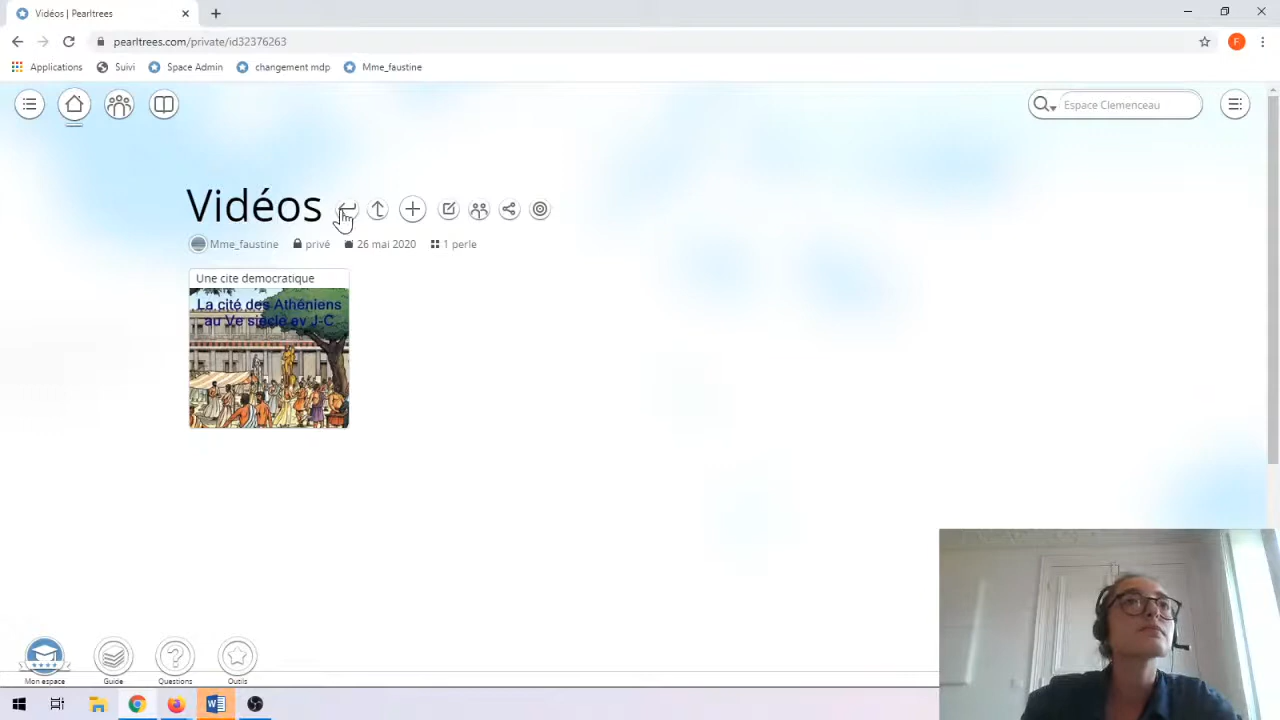 Vidéos | Pearltrees
pearltrees.com/private/id32376263
F
Applications
Suivi
Space Admin
changement mdp
Mme_faustine
Espace Clemenceau
Vidéos
Mme_faustine
privé
26 mai 2020
1 perle
Une cite democratique
La cité des Athéniens
au Ve siècle av J-C
Mon espace
Guide
Questions
Outils